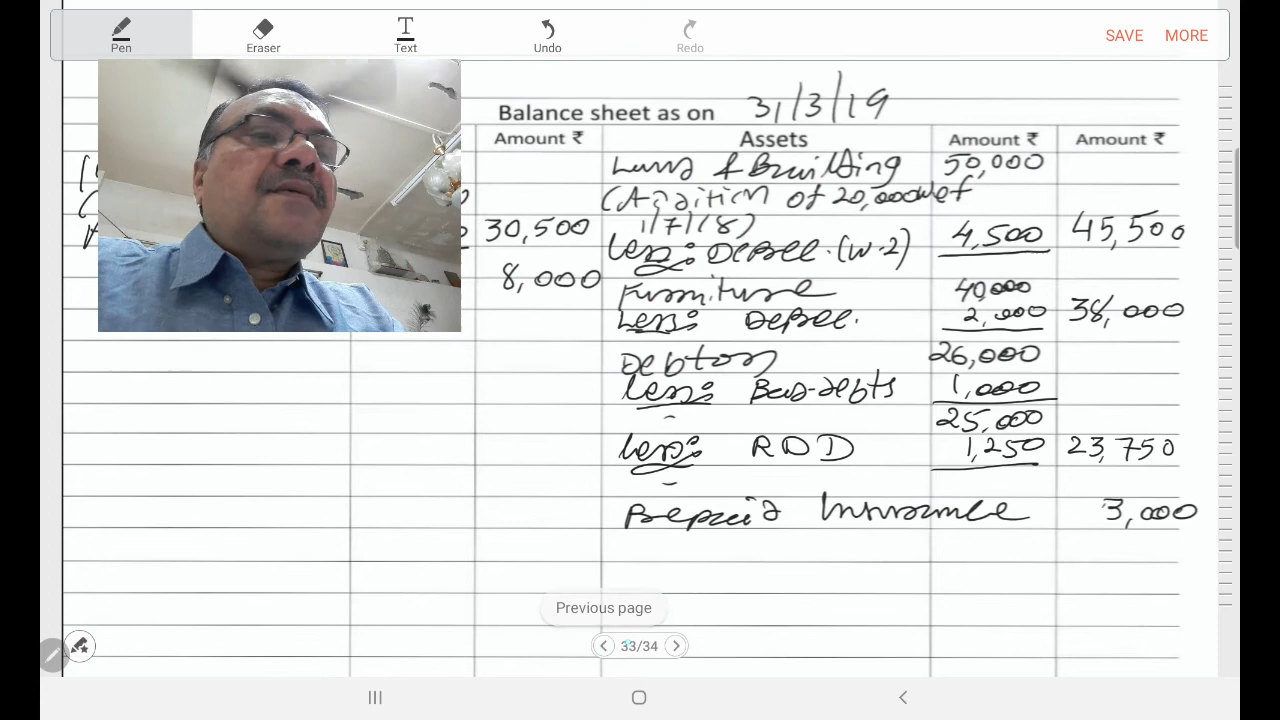 Pen Eraser Text Undo Redo SAVE MORE
Balance sheet as on 31/3/19
Amount ₹ Assets Amount ₹ Amount ₹
Land & Building 50,000
(Addition of 20,000 wef
1/7/18)
30,500 Less: Depree. (W-2) 4,500 45,500
8,000 Furniture 40,000
Less: Depree. 2,000 38,000
Debtors 26,000
Less: Bad-debts 1,000
25,000
Less: RDD 1,250 23,750
Prepaid Insurance 3,000
Previous page
33/34